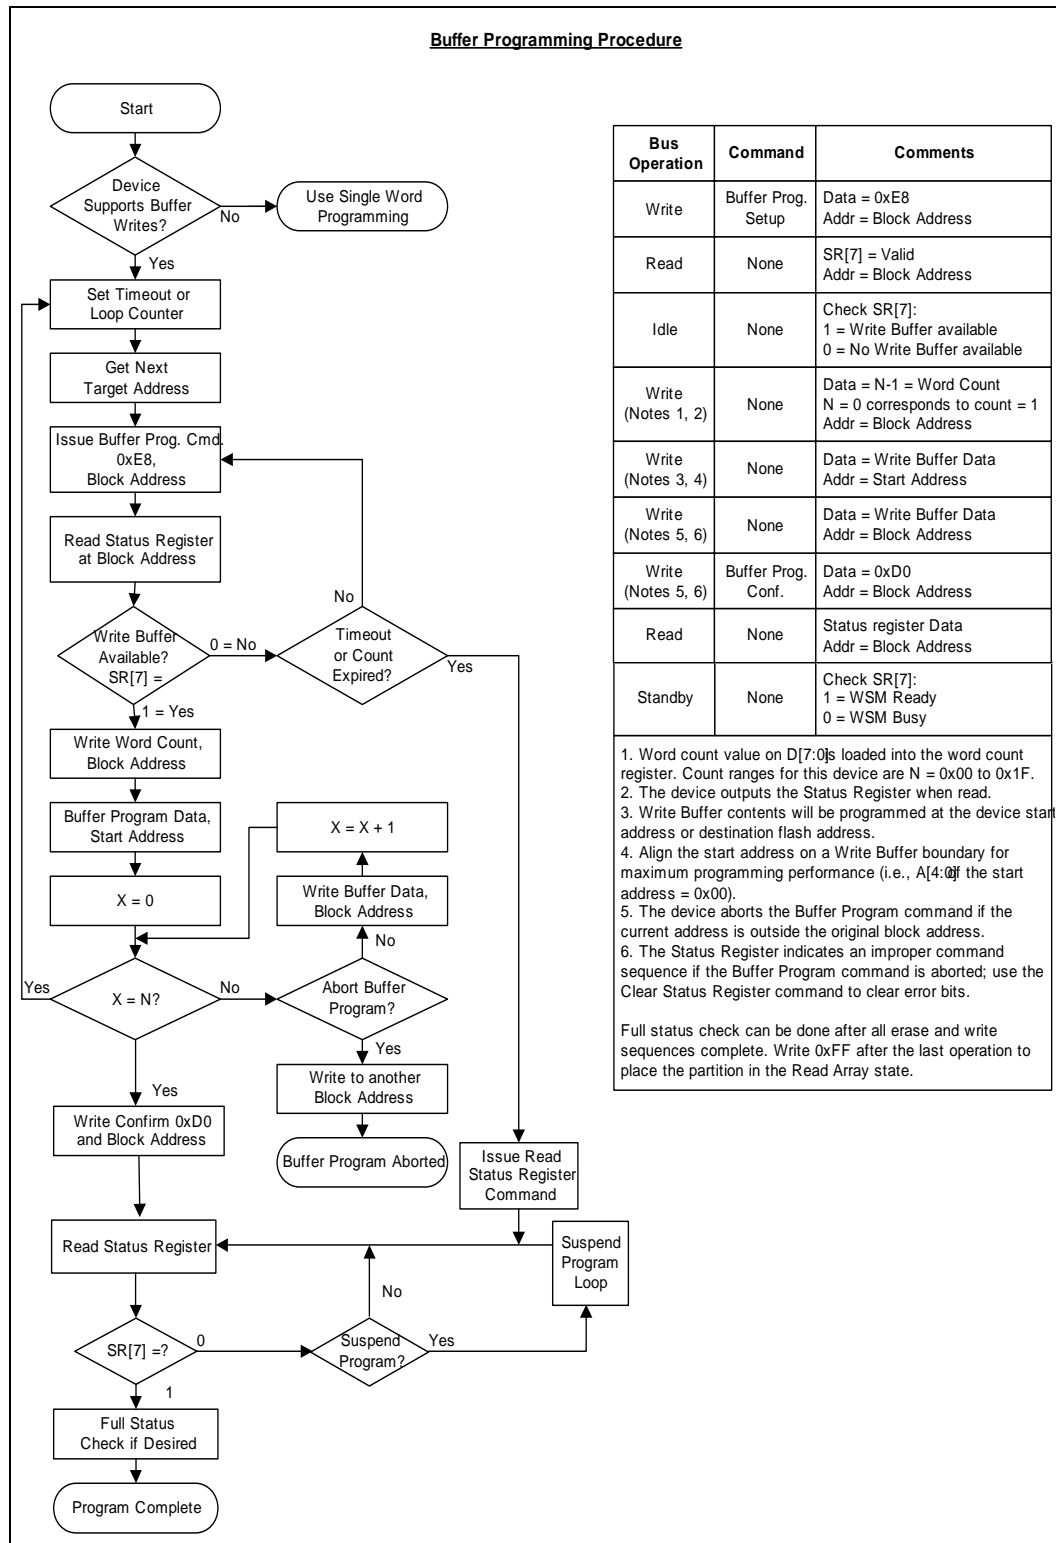 Buffer Programming Procedure
Start
Device
Supports Buffer
Writes?
No
Use Single Word
Programming
Yes
Set Timeout or
Loop Counter
Get Next
Target Address
Issue Buffer Prog. Cmd.
0xE8,
Block Address
Read Status Register
at Block Address
No
Write Buffer
Available?
SR[7] =
0 = No
Timeout
or Count
Expired?
Yes
1 = Yes
Write Word Count,
Block Address
Buffer Program Data,
Start Address
X = X + 1
X = 0
Write Buffer Data,
Block Address
No
Yes
X = N?
No
Abort Buffer
Program?
Yes
Yes
Write to another
Block Address
Write Confirm 0xD0
and Block Address
Buffer Program Aborted
Issue Read
Status Register
Command
Read Status Register
Suspend
Program
Loop
No
SR[7] =?
0
Suspend
Program?
Yes
1
Full Status
Check if Desired
Program Complete
Bus
Operation
Command
Comments
Write
Buffer Prog.
Setup
Data = 0xE8
Addr = Block Address
Read
None
SR[7] = Valid
Addr = Block Address
Idle
None
Check SR[7]:
1 = Write Buffer available
0 = No Write Buffer available
Write
(Notes 1, 2)
None
Data = N-1 = Word Count
N = 0 corresponds to count = 1
Addr = Block Address
Write
(Notes 3, 4)
None
Data = Write Buffer Data
Addr = Start Address
Write
(Notes 5, 6)
None
Data = Write Buffer Data
Addr = Block Address
Write
(Notes 5, 6)
Buffer Prog.
Conf.
Data = 0xD0
Addr = Block Address
Read
None
Status register Data
Addr = Block Address
Standby
None
Check SR[7]:
1 = WSM Ready
0 = WSM Busy
1. Word count value on D[7:0] is loaded into the word count
register. Count ranges for this device are N = 0x00 to 0x1F.
2. The device outputs the Status Register when read.
3. Write Buffer contents will be programmed at the device start
address or destination flash address.
4. Align the start address on a Write Buffer boundary for
maximum programming performance (i.e., A[4:0] of the start
address = 0x00).
5. The device aborts the Buffer Program command if the
current address is outside the original block address.
6. The Status Register indicates an improper command
sequence if the Buffer Program command is aborted; use the
Clear Status Register command to clear error bits.
Full status check can be done after all erase and write
sequences complete. Write 0xFF after the last operation to
place the partition in the Read Array state.